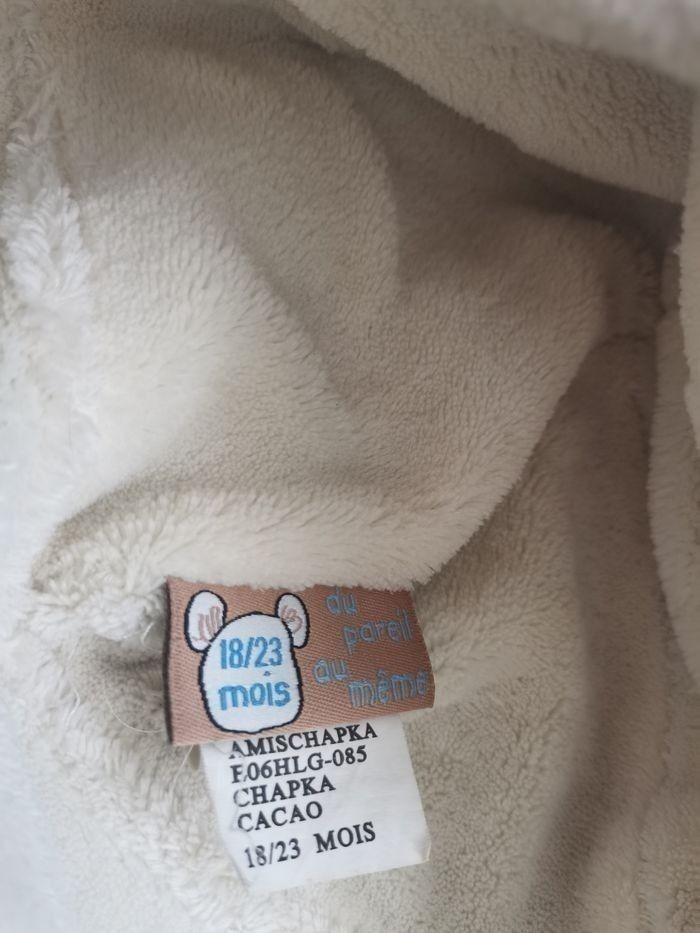 18/23
mois
du
pareil
au
même
AMISCHAPKA
E06HLG-085
CHAPKA
CACAO
18/23 MOIS